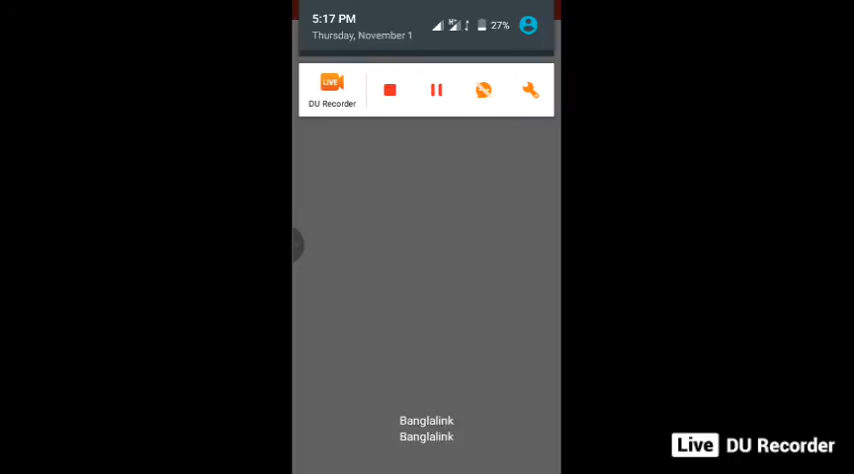 5:17 PM
27%
Thursday, November 1
LIVE
DU Recorder
Banglalink
Banglalink
Live DU Recorder